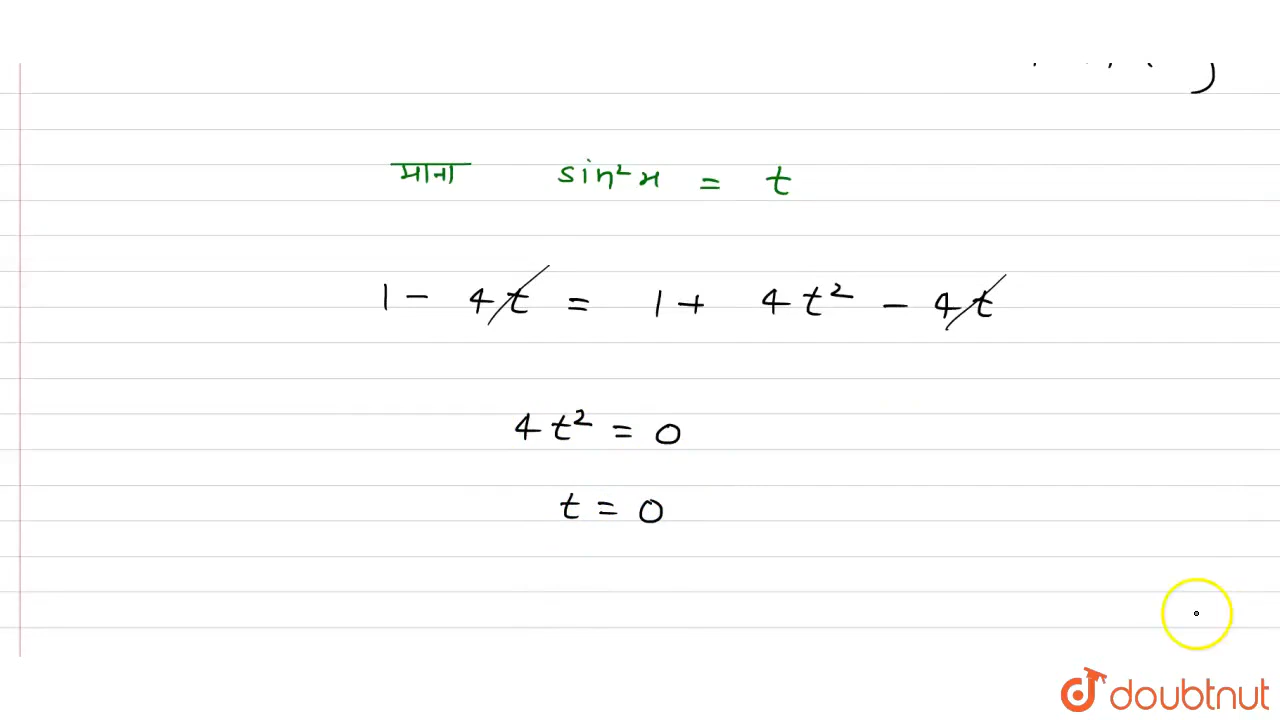 माना sin²x = t
1 - 4t = 1 + 4t² - 4t
4t² = 0
t = 0
doubtnut